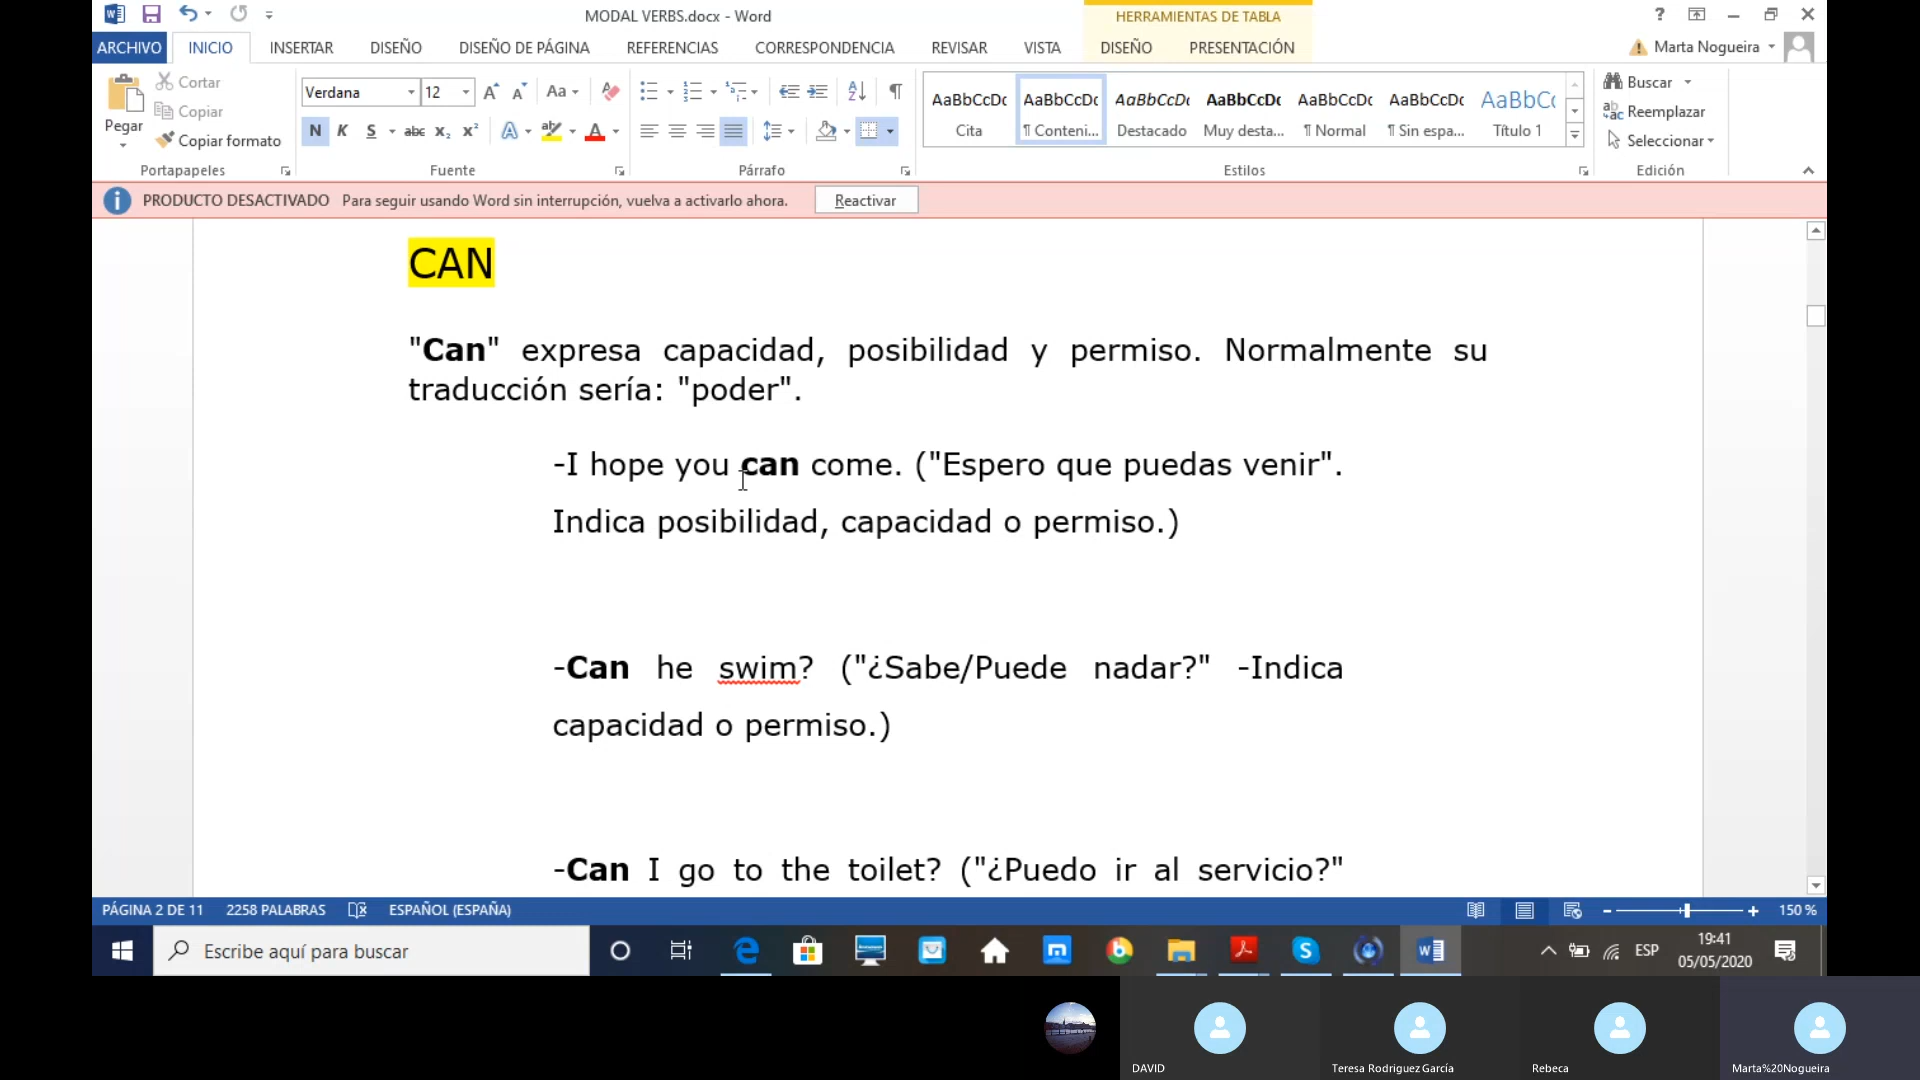 MODAL VERBS.docx - Word
HERRAMIENTAS DE TABLA
ARCHIVO INICIO INSERTAR DISEÑO DISEÑO DE PÁGINA REFERENCIAS CORRESPONDENCIA REVISAR VISTA DISEÑO PRESENTACIÓN Marta Nogueira
Pegar
Cortar
Copiar
Copiar formato
Portapapeles
Verdana 12 Aa
N K S abc x₂ x² A A
Fuente
Párrafo
AaBbCcDc AaBbCcDc AaBbCcDc AaBbCcDc AaBbCcDc AaBbCcDc AaBbCc
Cita ¶ Conteni... Destacado Muy desta... ¶ Normal ¶ Sin espa... Título 1
Estilos
Buscar
Reemplazar
Seleccionar
Edición
PRODUCTO DESACTIVADO Para seguir usando Word sin interrupción, vuelva a activarlo ahora. Reactivar
CAN
"Can" expresa capacidad, posibilidad y permiso. Normalmente su
traducción sería: "poder".
-I hope you can come. ("Espero que puedas venir".
Indica posibilidad, capacidad o permiso.)
-Can he swim? ("¿Sabe/Puede nadar?" -Indica
capacidad o permiso.)
-Can I go to the toilet? ("¿Puedo ir al servicio?"
PÁGINA 2 DE 11 2258 PALABRAS ESPAÑOL (ESPAÑA) 150 %
Escribe aquí para buscar
ESP
19:41
05/05/2020
DAVID Teresa Rodriguez García Rebeca Marta%20Nogueira